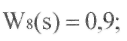 W₈(s) = 0,9;